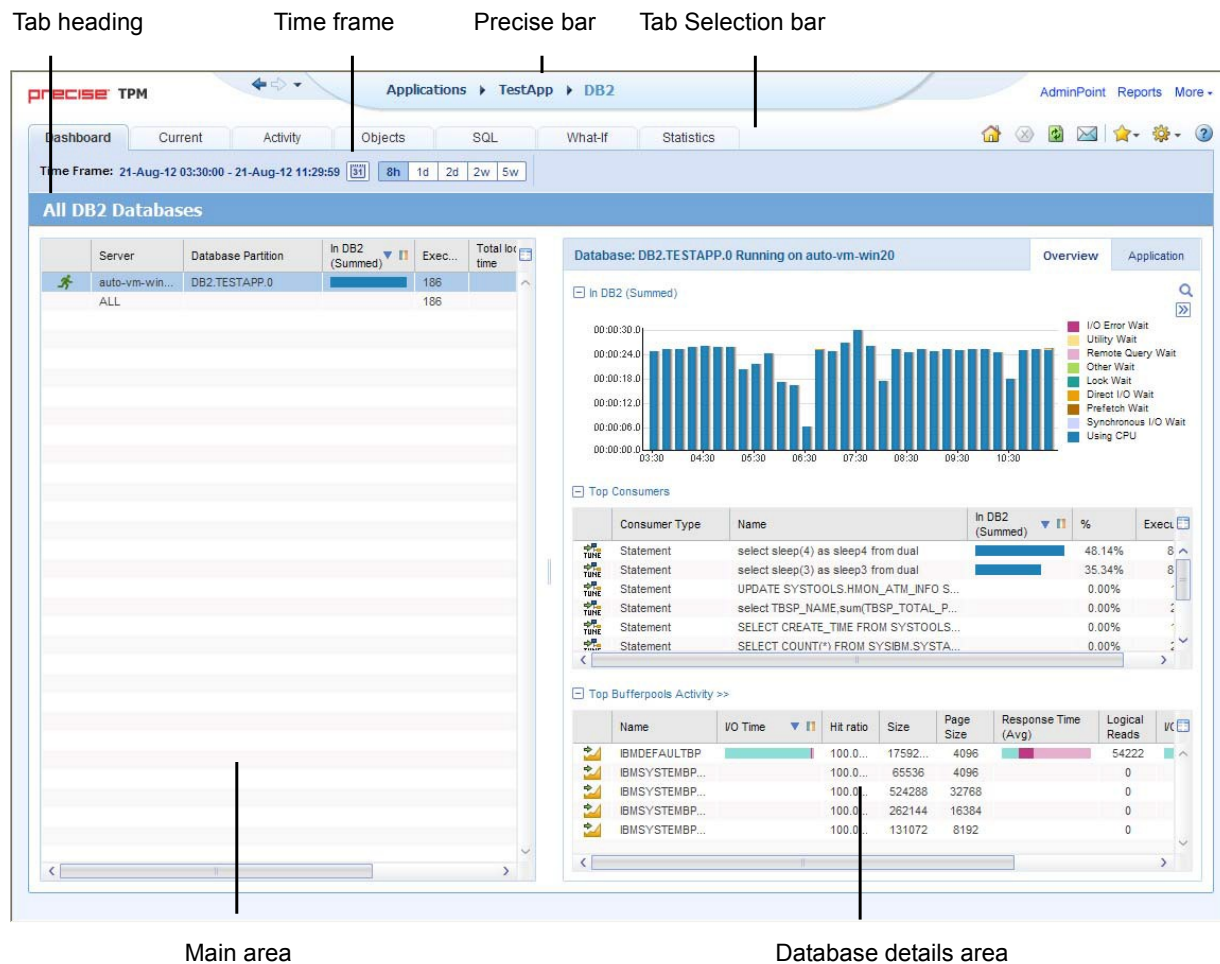 Tab heading Time frame Precise bar Tab Selection bar
precise TPM Applications TestApp DB2 AdminPoint Reports More
Dashboard Current Activity Objects SQL What-If Statistics
Time Frame: 21-Aug-12 03:30:00 - 21-Aug-12 11:29:59 31 8h 1d 2d 2w 5w
All DB2 Databases
Server Database Partition In DB2 (Summed) Exec... Total loc time
auto-vm-win... DB2.TESTAPP.0 186
ALL 186
Database: DB2.TESTAPP.0 Running on auto-vm-win20 Overview Application
In DB2 (Summed)
00:00:30.0
00:00:24.0
00:00:18.0
00:00:12.0
00:00:06.0
00:00:00.0
03:30 04:30 05:30 06:30 07:30 08:30 09:30 10:30
I/O Error Wait
Utility Wait
Remote Query Wait
Other Wait
Lock Wait
Direct I/O Wait
Prefetch Wait
Synchronous I/O Wait
Using CPU
Top Consumers
Consumer Type Name In DB2 (Summed) % Execu
TUNE Statement select sleep(4) as sleep4 from dual 48.14% 8
TUNE Statement select sleep(3) as sleep3 from dual 35.34% 8
TUNE Statement UPDATE SYSTOOLS.HMON_ATM_INFO S... 0.00%
TUNE Statement select TBSP_NAME,sum(TBSP_TOTAL_P... 0.00%
TUNE Statement SELECT CREATE_TIME FROM SYSTOOLS... 0.00%
Statement SELECT COUNT(*) FROM SYSIBM.SYSTA... 0.00%
Top Bufferpools Activity >>
Name I/O Time Hit ratio Size Page Size Response Time (Avg) Logical Reads
IBMDEFAULTBP 100.0... 17592... 4096 54222
IBMSYSTEMBP... 100.0... 65536 4096 0
IBMSYSTEMBP... 100.0... 524288 32768 0
IBMSYSTEMBP... 100.0... 262144 16384 0
IBMSYSTEMBP... 100.0... 131072 8192 0
Main area Database details area